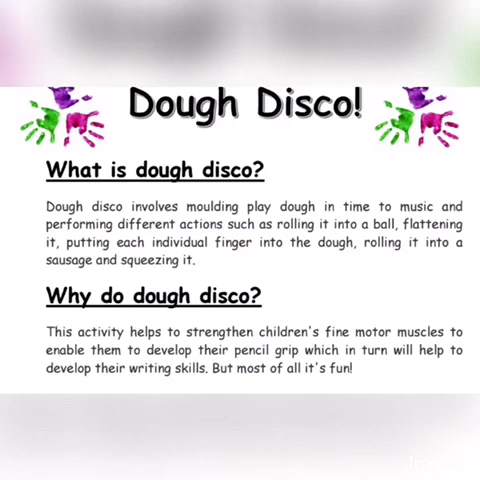 Dough Disco!
What is dough disco?
Dough disco involves moulding play dough in time to music and
performing different actions such as rolling it into a ball, flattening
it, putting each individual finger into the dough, rolling it into a
sausage and squeezing it.
Why do dough disco?
This activity helps to strengthen children's fine motor muscles to
enable them to develop their pencil grip which in turn will help to
develop their writing skills. But most of all it's fun!